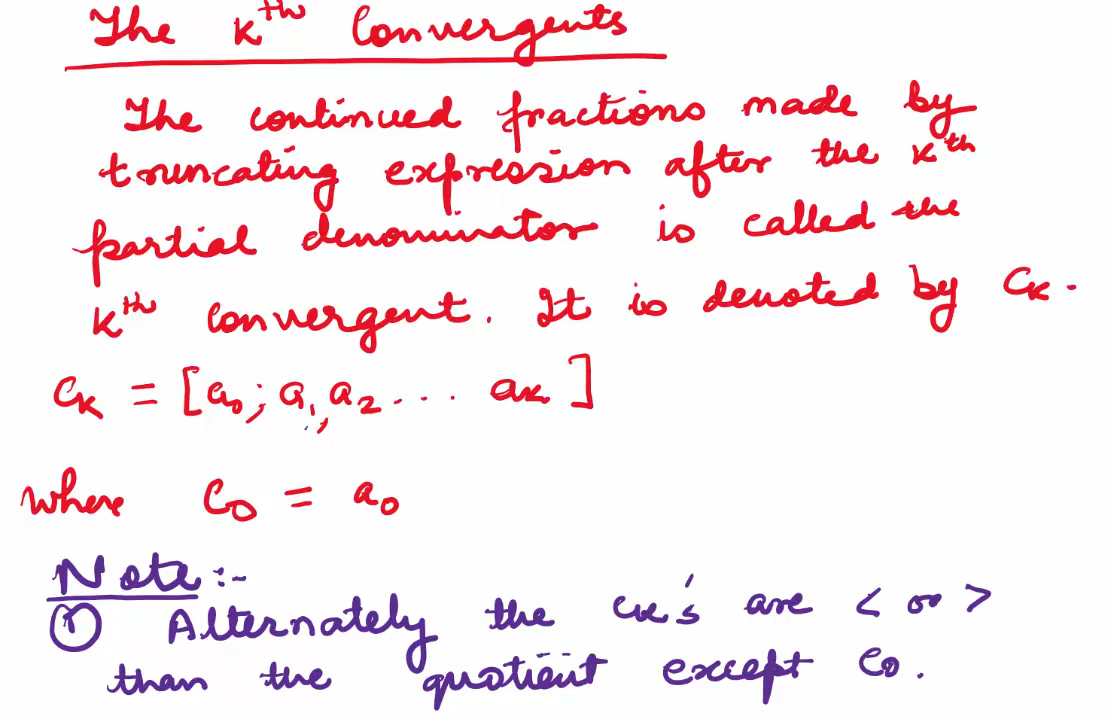 The kth Convergents
The continued fractions made by
truncating expression after the kth
partial denominator is called the
kth convergent. It is denoted by Ck.
Ck = [a0; a1, a2 ... ak]
where C0 = a0
Note:-
① Alternately the Ck's are < or >
than the quotient except C0.